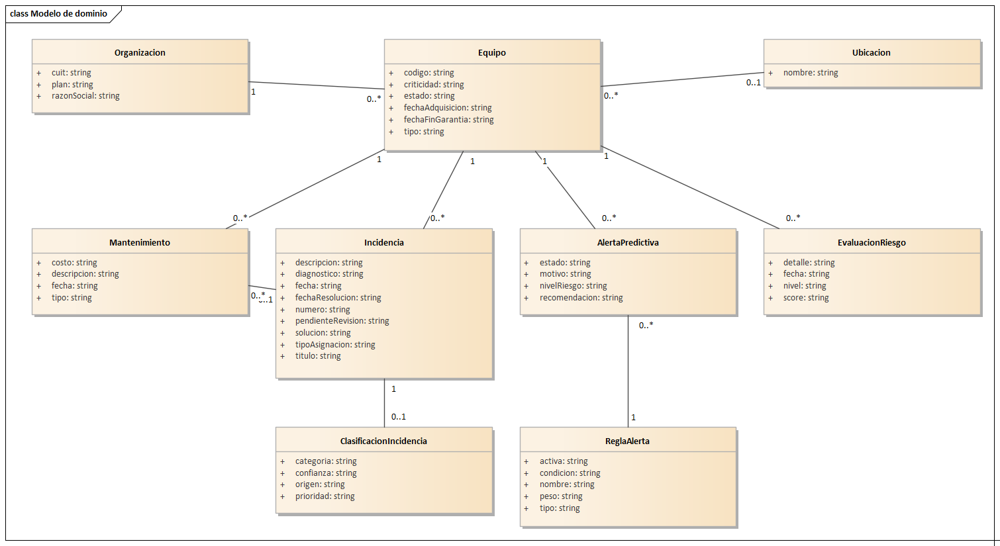 class Modelo de dominio
Organizacion
+ cuit: string
+ plan: string
+ razonSocial: string
Equipo
+ codigo: string
+ criticidad: string
+ estado: string
+ fechaAdquisicion: string
+ fechaFinGarantia: string
+ tipo: string
Ubicacion
+ nombre: string
1
0..*
0..*
0..1
1
1
1
1
0..*
0..*
0..*
0..*
Mantenimiento
+ costo: string
+ descripcion: string
+ fecha: string
+ tipo: string
0..*
0..1
Incidencia
+ descripcion: string
+ diagnostico: string
+ fecha: string
+ fechaResolucion: string
+ numero: string
+ pendienteRevision: string
+ solucion: string
+ tipoAsignacion: string
+ titulo: string
AlertaPredictiva
+ estado: string
+ motivo: string
+ nivelRiesgo: string
+ recomendacion: string
EvaluacionRiesgo
+ detalle: string
+ fecha: string
+ nivel: string
+ score: string
1
0..1
0..*
1
ClasificacionIncidencia
+ categoria: string
+ confianza: string
+ origen: string
+ prioridad: string
ReglaAlerta
+ activa: string
+ condicion: string
+ nombre: string
+ peso: string
+ tipo: string